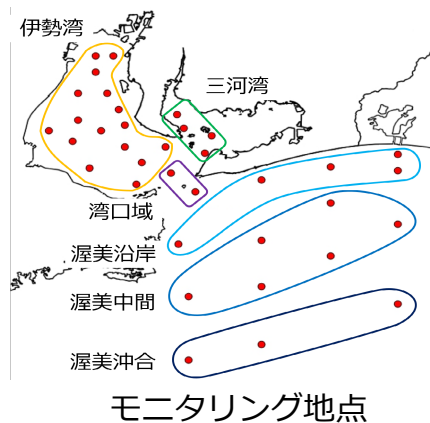 伊勢湾
三河湾
湾口域
渥美沿岸
渥美中間
渥美沖合
モニタリング地点